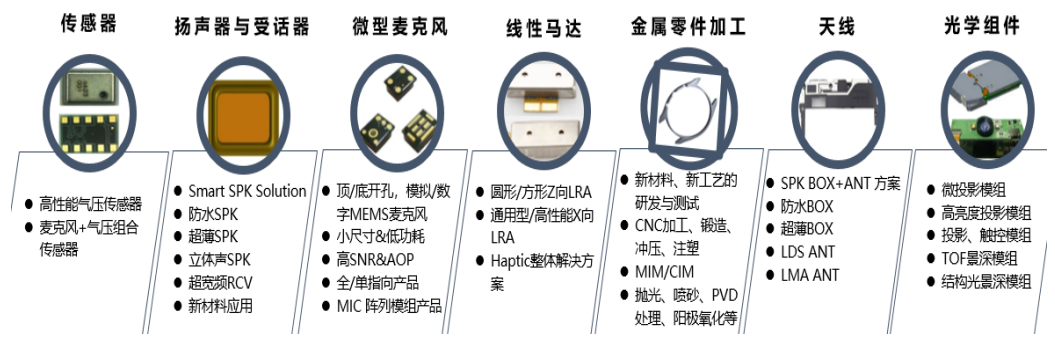 传感器
扬声器与受话器
微型麦克风
线性马达
金属零件加工
天线
光学组件
● 高性能气压传感器
● 麦克风+气压组合
传感器
● Smart SPK Solution
● 防水SPK
● 超薄SPK
● 立体声SPK
● 超宽频RCV
● 新材料应用
● 顶/底开孔，模拟/数
字MEMS麦克风
● 小尺寸&低功耗
● 高SNR&AOP
● 全/单指向产品
● MIC 阵列模组产品
● 圆形/方形Z向LRA
● 通用型/高性能X向
LRA
● Haptic整体解决方
案
● 新材料、新工艺的
研发与测试
● CNC加工、锻造、
冲压、注塑
● MIM/CIM
● 抛光、喷砂、PVD
处理、阳极氧化等
● SPK BOX+ANT 方案
● 防水BOX
● 超薄BOX
● LDS ANT
● LMA ANT
● 微投影模组
● 高亮度投影模组
● 投影、触控模组
● TOF景深模组
● 结构光景深模组